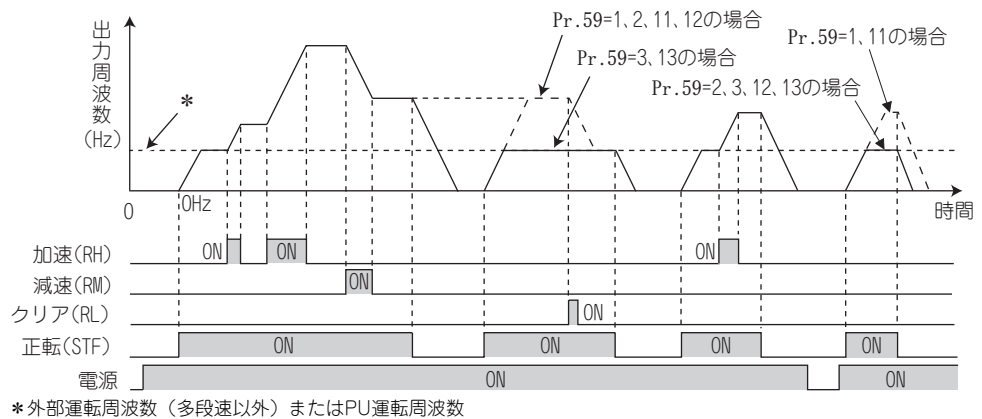 出力周波数(Hz)
*
Pr.59=1、2、11、12の場合
Pr.59=3、13の場合
Pr.59=1、11の場合
Pr.59=2、3、12、13の場合
0
0Hz
時間
加速(RH) ON ON ON
減速(RM) ON
クリア(RL) ON
正転(STF) ON ON ON ON
電源 ON ON
*外部運転周波数（多段速以外）またはPU運転周波数